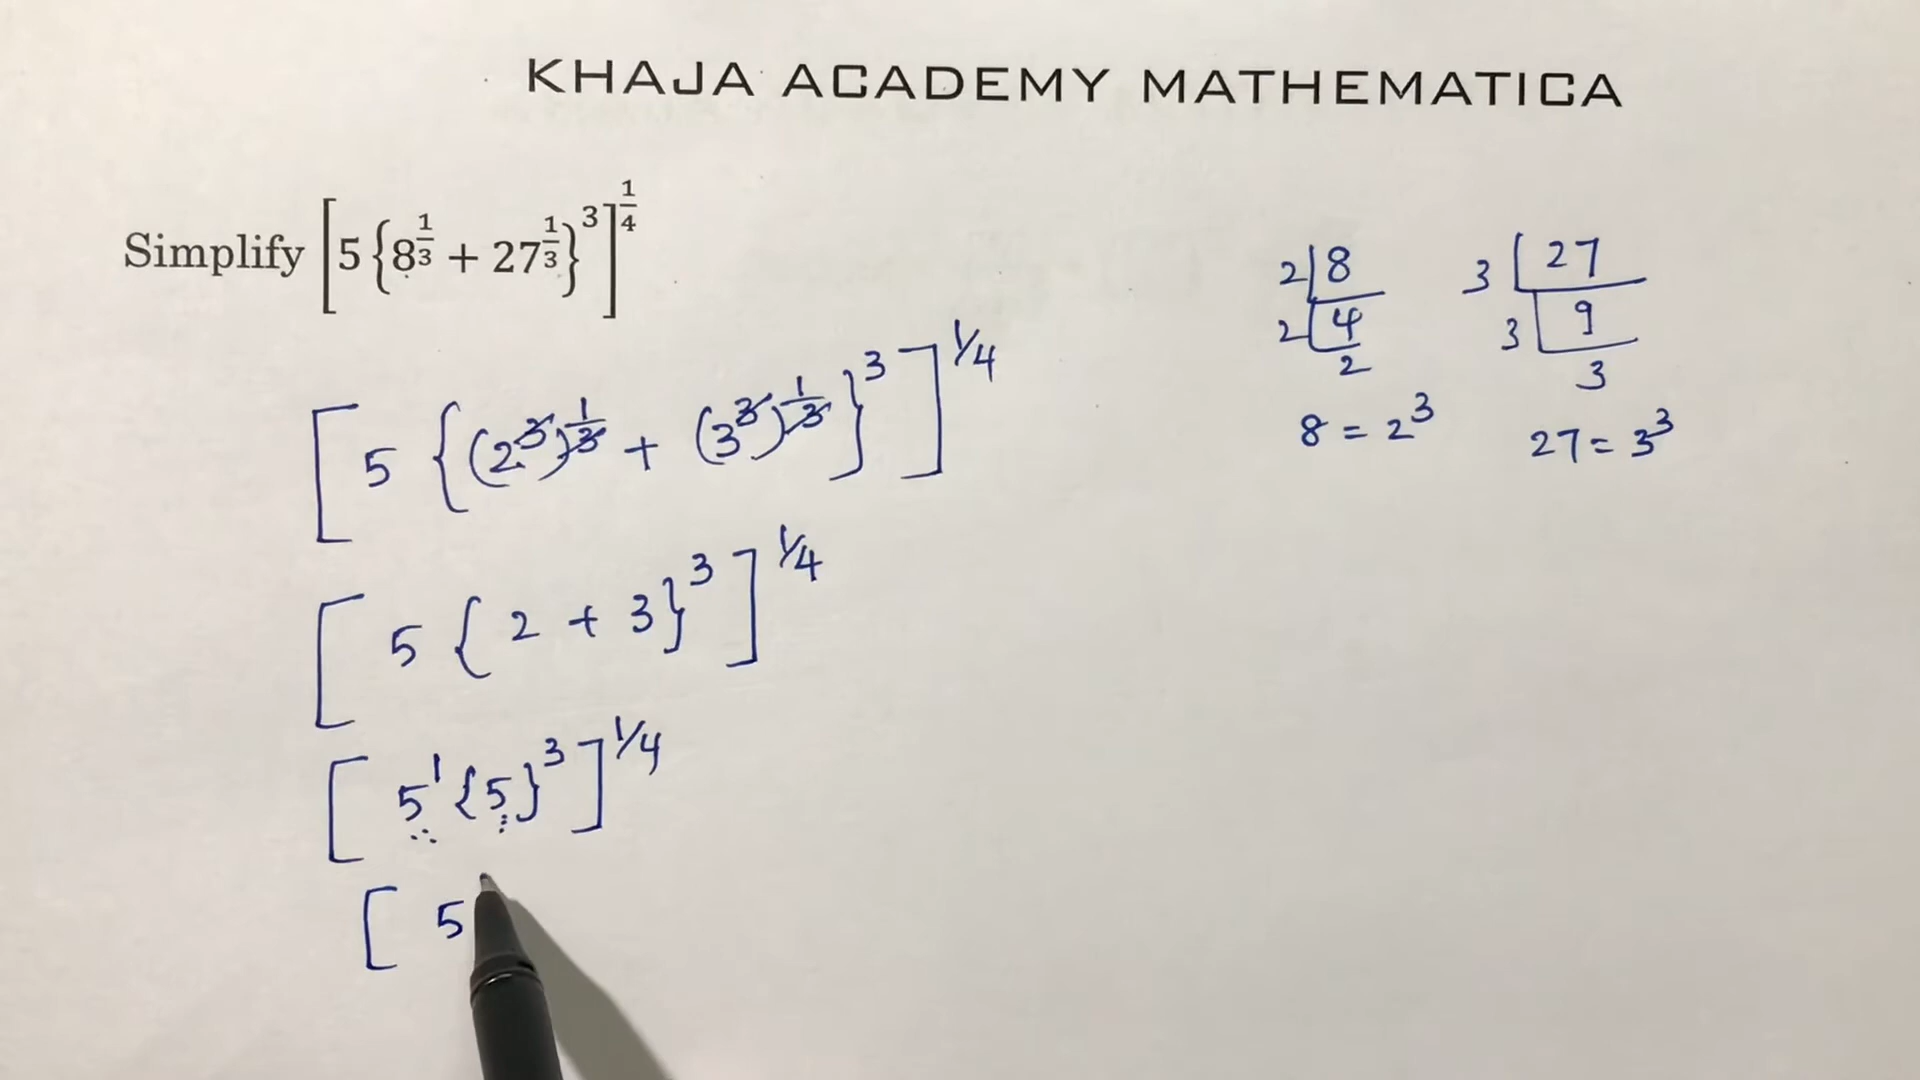 KHAJA ACADEMY MATHEMATICA
Simplify [5{8^{1/3} + 27^{1/3}}^3]^{1/4}
[5{(2^3)^{1/3} + (3^3)^{1/3}}^3]^{1/4}
[5{2 + 3}^3]^{1/4}
[5^1{5}^3]^{1/4}
[5
2|8
2|4
2
8 = 2^3
3|27
3|9
3
27 = 3^3